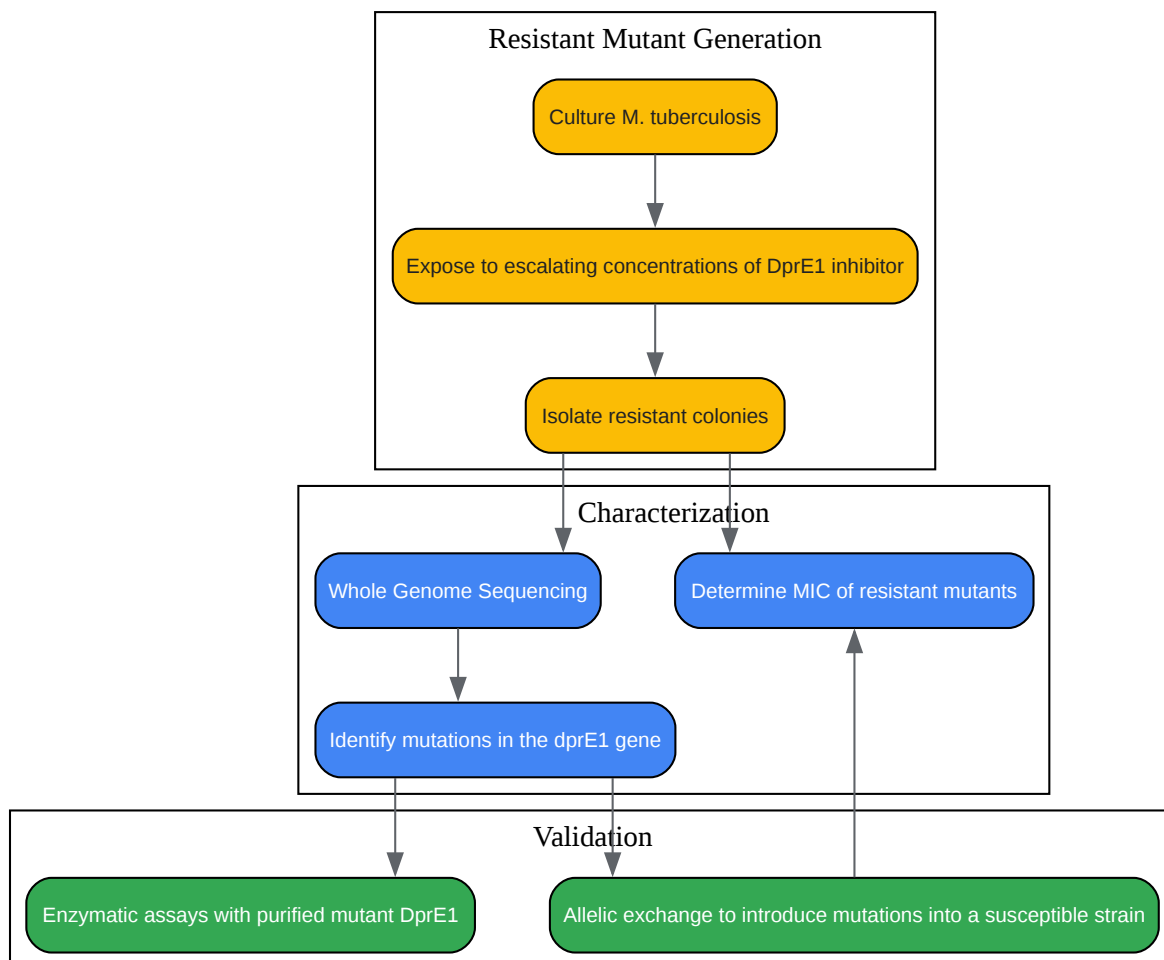 Resistant Mutant Generation
Culture M. tuberculosis
Expose to escalating concentrations of DprE1 inhibitor
Isolate resistant colonies
Characterization
Whole Genome Sequencing
Determine MIC of resistant mutants
Identify mutations in the dprE1 gene
Validation
Enzymatic assays with purified mutant DprE1
Allelic exchange to introduce mutations into a susceptible strain